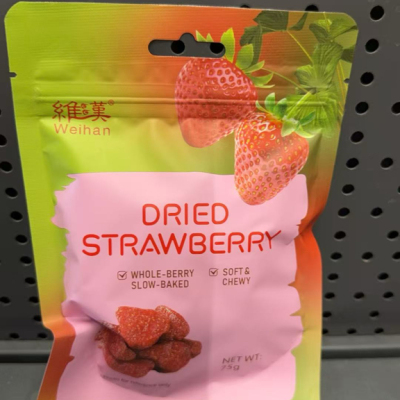 維漢®
Weihan
DRIED
STRAWBERRY
WHOLE-BERRY
SLOW-BAKED
SOFT &
CHEWY
NET WT:
75g